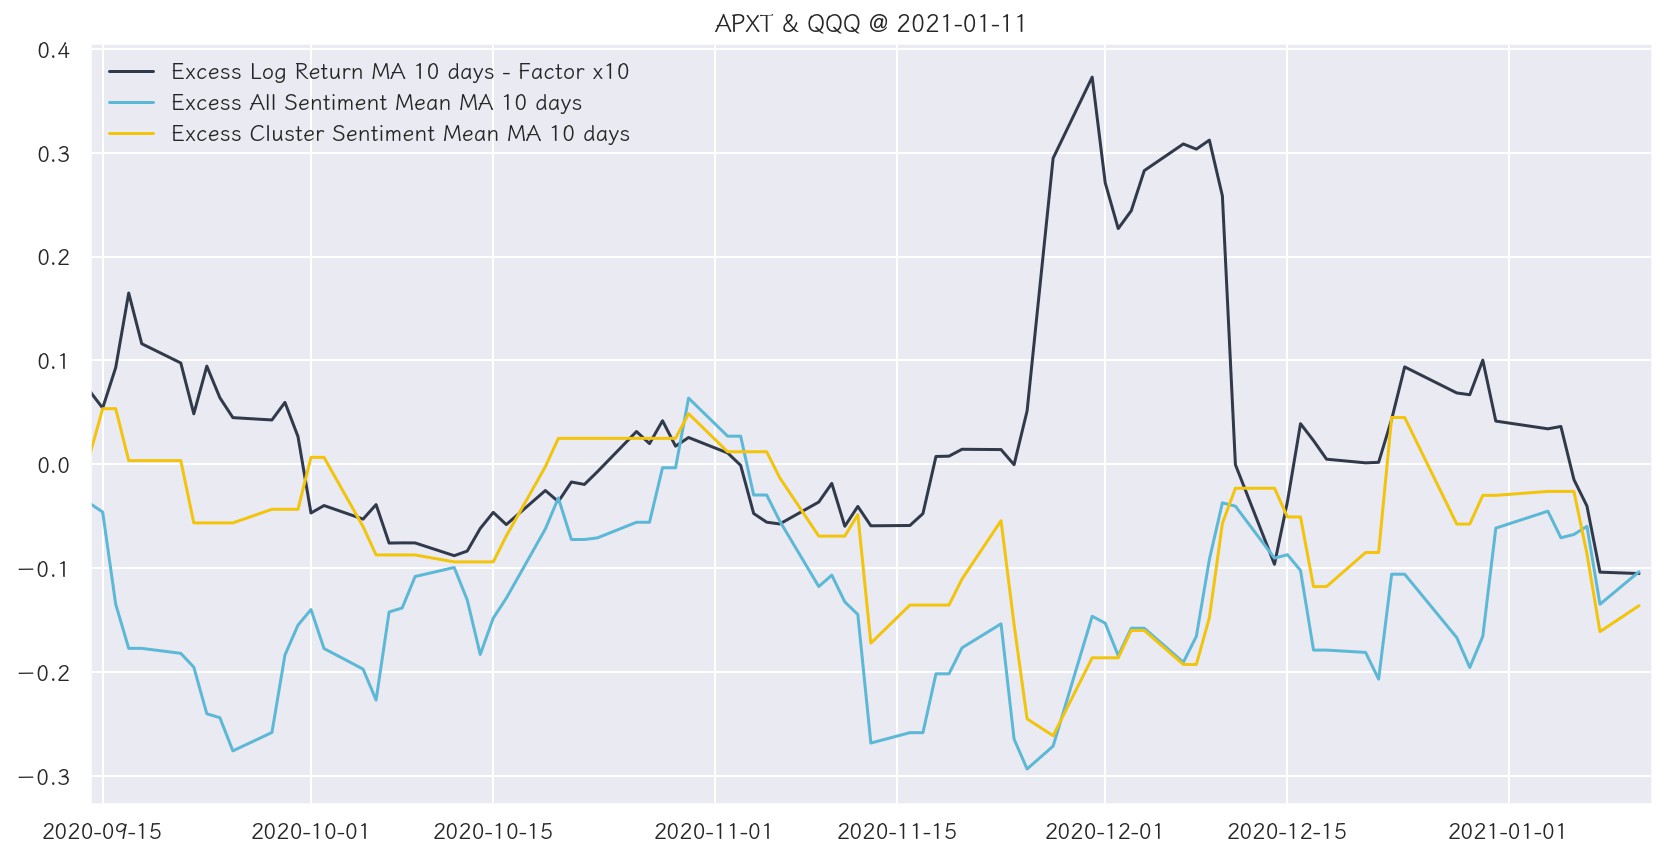 APXT & QQQ @ 2021-01-11
Excess Log Return MA 10 days - Factor x10
Excess All Sentiment Mean MA 10 days
Excess Cluster Sentiment Mean MA 10 days
0.4
0.3
0.2
0.1
0.0
−0.1
−0.2
−0.3
2020-09-15 2020-10-01 2020-10-15 2020-11-01 2020-11-15 2020-12-01 2020-12-15 2021-01-01